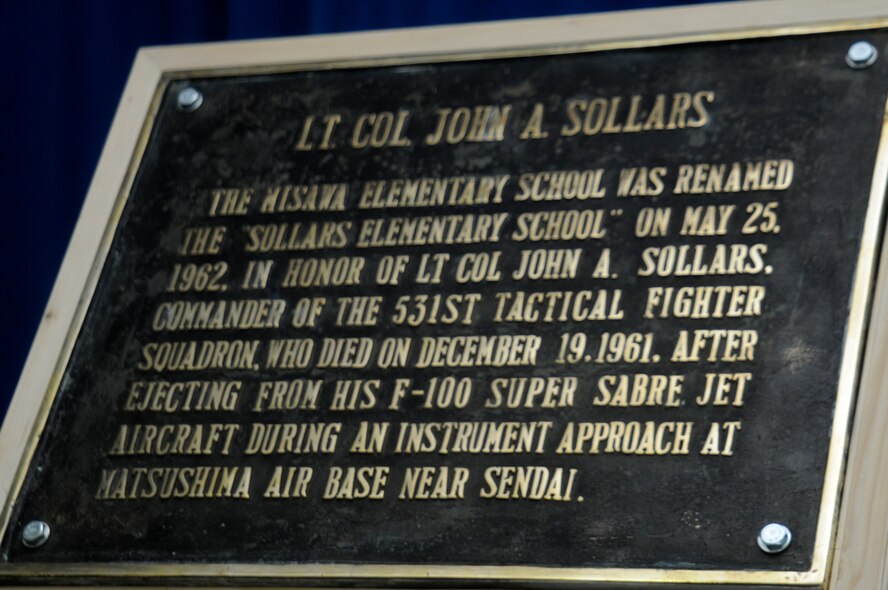 LT. COL. JOHN A. SOLLARS
THE MISAWA ELEMENTARY SCHOOL WAS RENAMED
THE "SOLLARS ELEMENTARY SCHOOL" ON MAY 25,
1962, IN HONOR OF LT COL JOHN A. SOLLARS,
COMMANDER OF THE 531ST TACTICAL FIGHTER
SQUADRON, WHO DIED ON DECEMBER 19, 1961, AFTER
EJECTING FROM HIS F-100 SUPER SABRE JET
AIRCRAFT DURING AN INSTRUMENT APPROACH AT
MATSUSHIMA AIR BASE NEAR SENDAI.